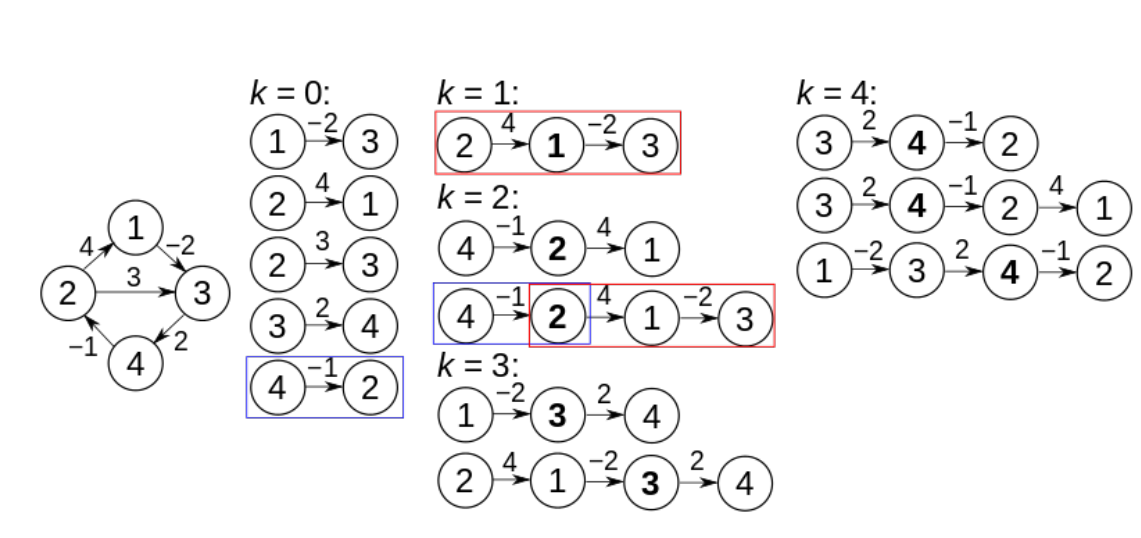 1
4
−2
2
3
3
−1
2
4
k = 0:
1 −2 3
2 4 1
2 3 3
3 2 4
4 −1 2
k = 1:
2 4 1 −2 3
k = 2:
4 −1 2 4 1
4 −1 2 4 1 −2 3
k = 3:
1 −2 3 2 4
2 4 1 −2 3 2 4
k = 4:
3 2 4 −1 2
3 2 4 −1 2 4 1
1 −2 3 2 4 −1 2